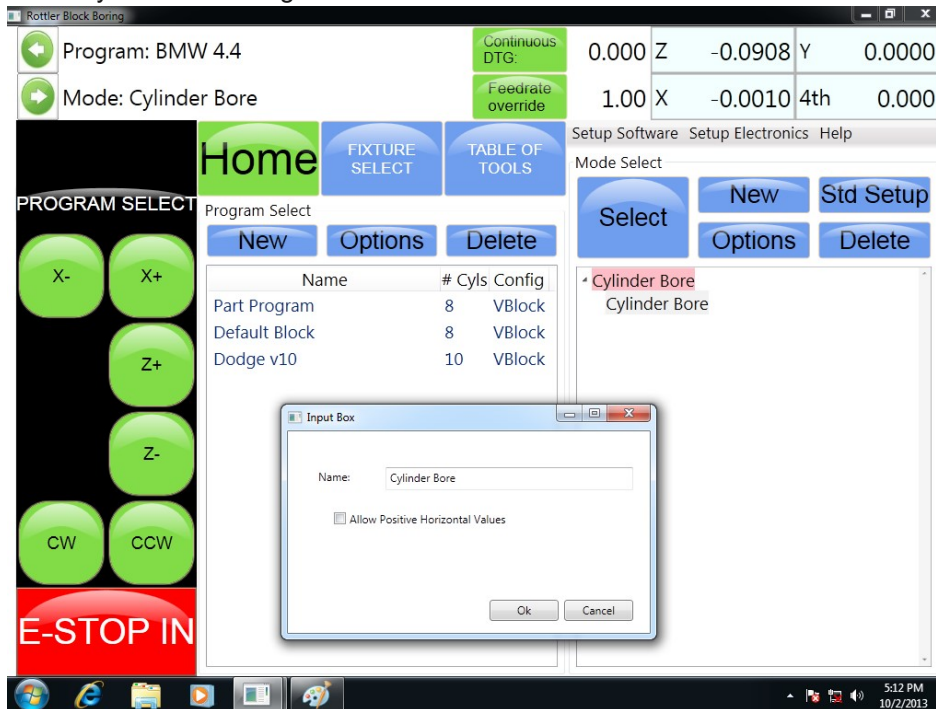 Rottler Block Boring
Program: BMW 4.4
Continuous DTG:
0.000 Z -0.0908 Y 0.0000
Mode: Cylinder Bore
Feedrate override
1.00 X -0.0010 4th 0.000
Setup Software Setup Electronics Help
Home
FIXTURE SELECT
TABLE OF TOOLS
Mode Select
Select
New
Std Setup
Options
Delete
PROGRAM SELECT
Program Select
New Options Delete
X- X+
Z+
Z-
CW CCW
E-STOP IN
Name # Cyls Config
Part Program 8 VBlock
Default Block 8 VBlock
Dodge v10 10 VBlock
Cylinder Bore
Cylinder Bore
Input Box
Name: Cylinder Bore
Allow Positive Horizontal Values
Ok Cancel
5:12 PM
10/2/2013